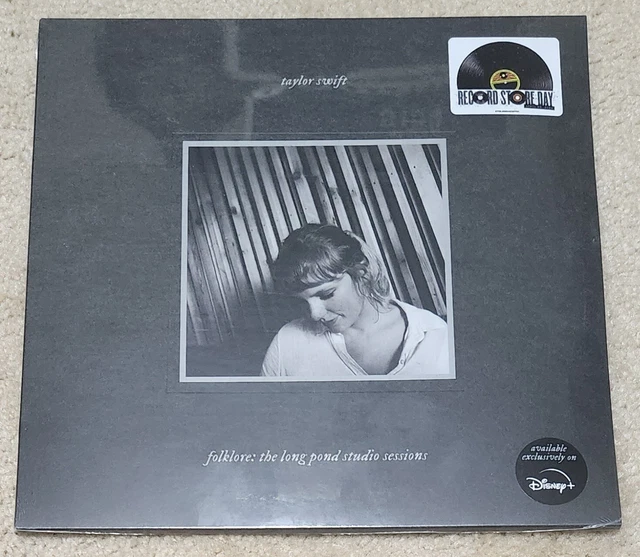 taylor swift
RECORD STORE DAY
folklore: the long pond studio sessions
available
exclusively on
Disney+